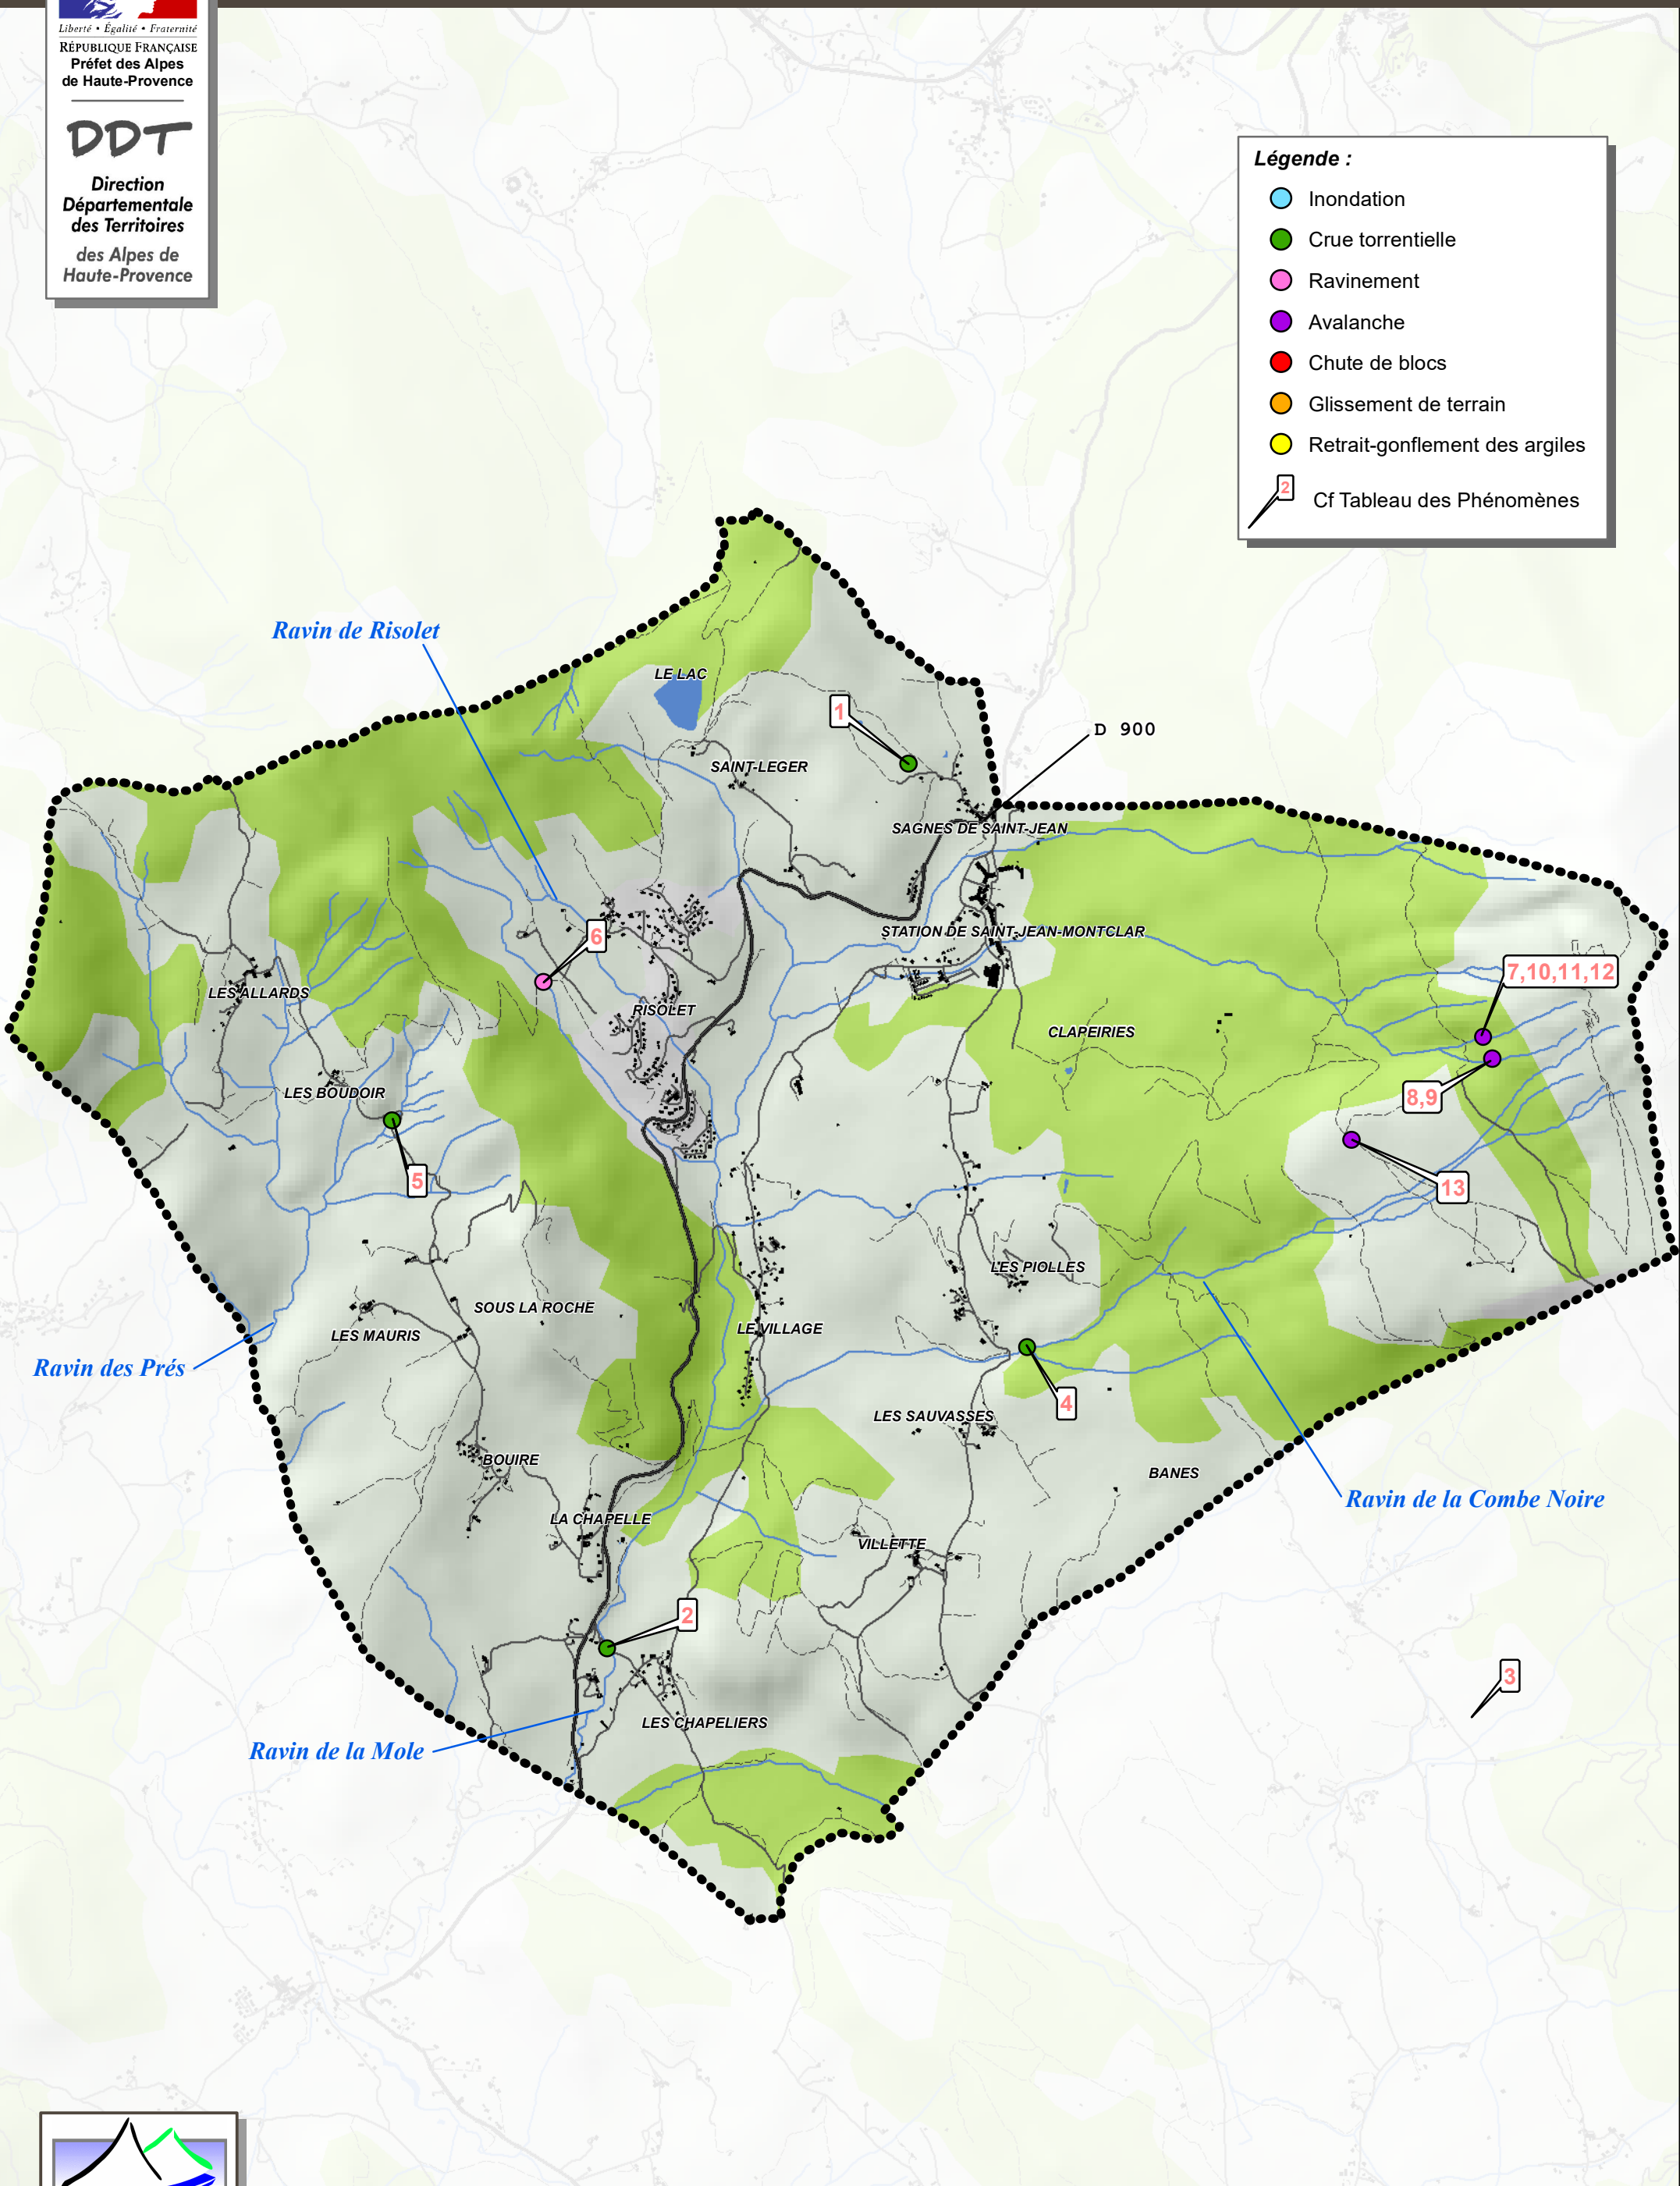 Liberté • Égalité • Fraternité
RÉPUBLIQUE FRANÇAISE
Préfet des Alpes
de Haute-Provence
DDT
Direction
Départementale
des Territoires
des Alpes de
Haute-Provence
Légende :
Inondation
Crue torrentielle
Ravinement
Avalanche
Chute de blocs
Glissement de terrain
Retrait-gonflement des argiles
2
Cf Tableau des Phénomènes
Ravin de Risolet
LE LAC
1
D 900
SAINT-LEGER
SAGNES DE SAINT-JEAN
STATION DE SAINT-JEAN-MONTCLAR
6
7,10,11,12
LES ALLARDS
RISOLET
CLAPEIRIES
LES BOUDOIR
8,9
5
13
LES PIOLLES
SOUS LA ROCHE
LE VILLAGE
LES MAURIS
Ravin des Prés
4
LES SAUVASSES
BOUIRE
BANES
Ravin de la Combe Noire
LA CHAPELLE
VILLETTE
2
3
LES CHAPELIERS
Ravin de la Mole